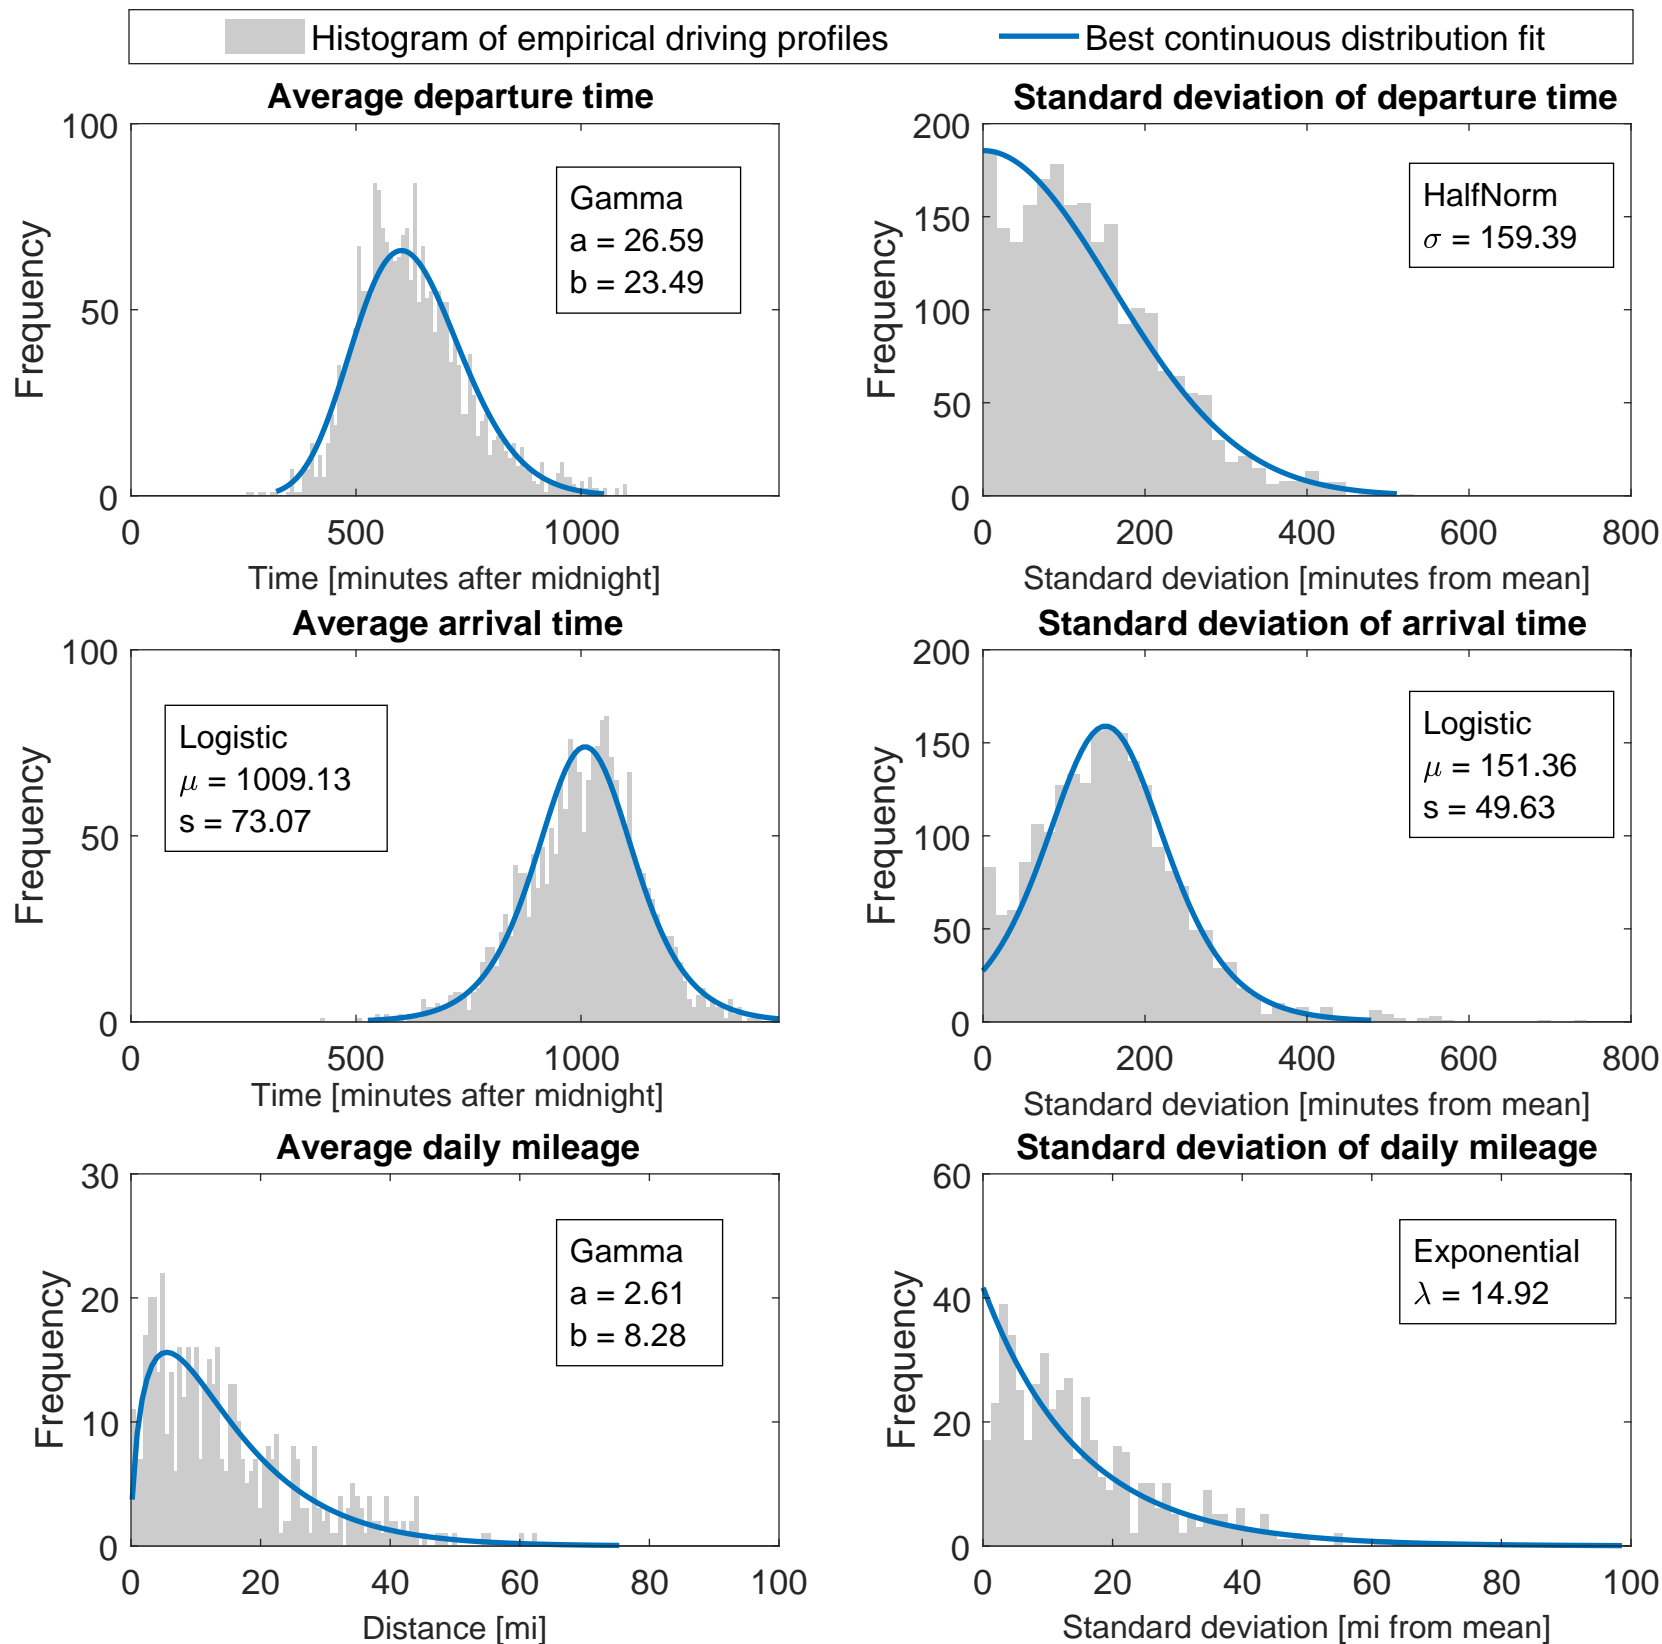 Histogram of empirical driving profiles
Best continuous distribution fit
Average departure time
100
50
0
0 500 1000
Frequency
Time [minutes after midnight]
Gamma
a = 26.59
b = 23.49
Standard deviation of departure time
200
150
100
50
0
0 200 400 600 800
Frequency
Standard deviation [minutes from mean]
HalfNorm
σ = 159.39
Average arrival time
100
50
0
0 500 1000
Frequency
Time [minutes after midnight]
Logistic
μ = 1009.13
s = 73.07
Standard deviation of arrival time
200
150
100
50
0
0 200 400 600 800
Frequency
Standard deviation [minutes from mean]
Logistic
μ = 151.36
s = 49.63
Average daily mileage
30
20
10
0
0 20 40 60 80 100
Frequency
Distance [mi]
Gamma
a = 2.61
b = 8.28
Standard deviation of daily mileage
60
40
20
0
0 20 40 60 80 100
Frequency
Standard deviation [mi from mean]
Exponential
λ = 14.92